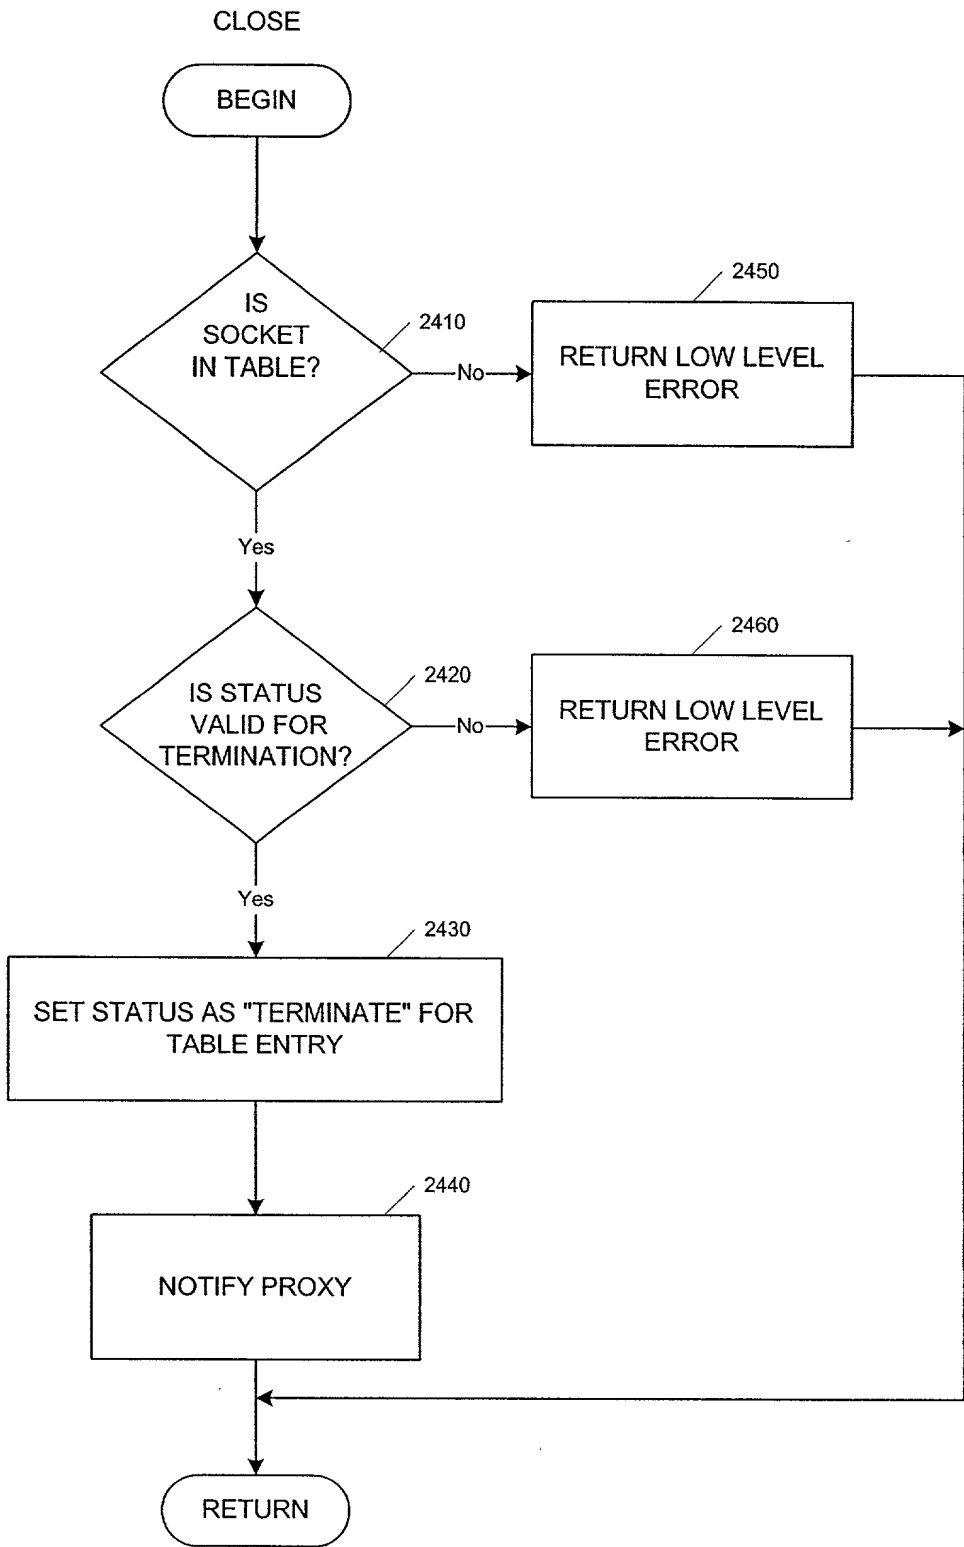 CLOSE
BEGIN
IS
SOCKET
IN TABLE?
2410
No
2450
RETURN LOW LEVEL
ERROR
Yes
IS STATUS
VALID FOR
TERMINATION?
2420
No
2460
RETURN LOW LEVEL
ERROR
Yes
2430
SET STATUS AS "TERMINATE" FOR
TABLE ENTRY
2440
NOTIFY PROXY
RETURN